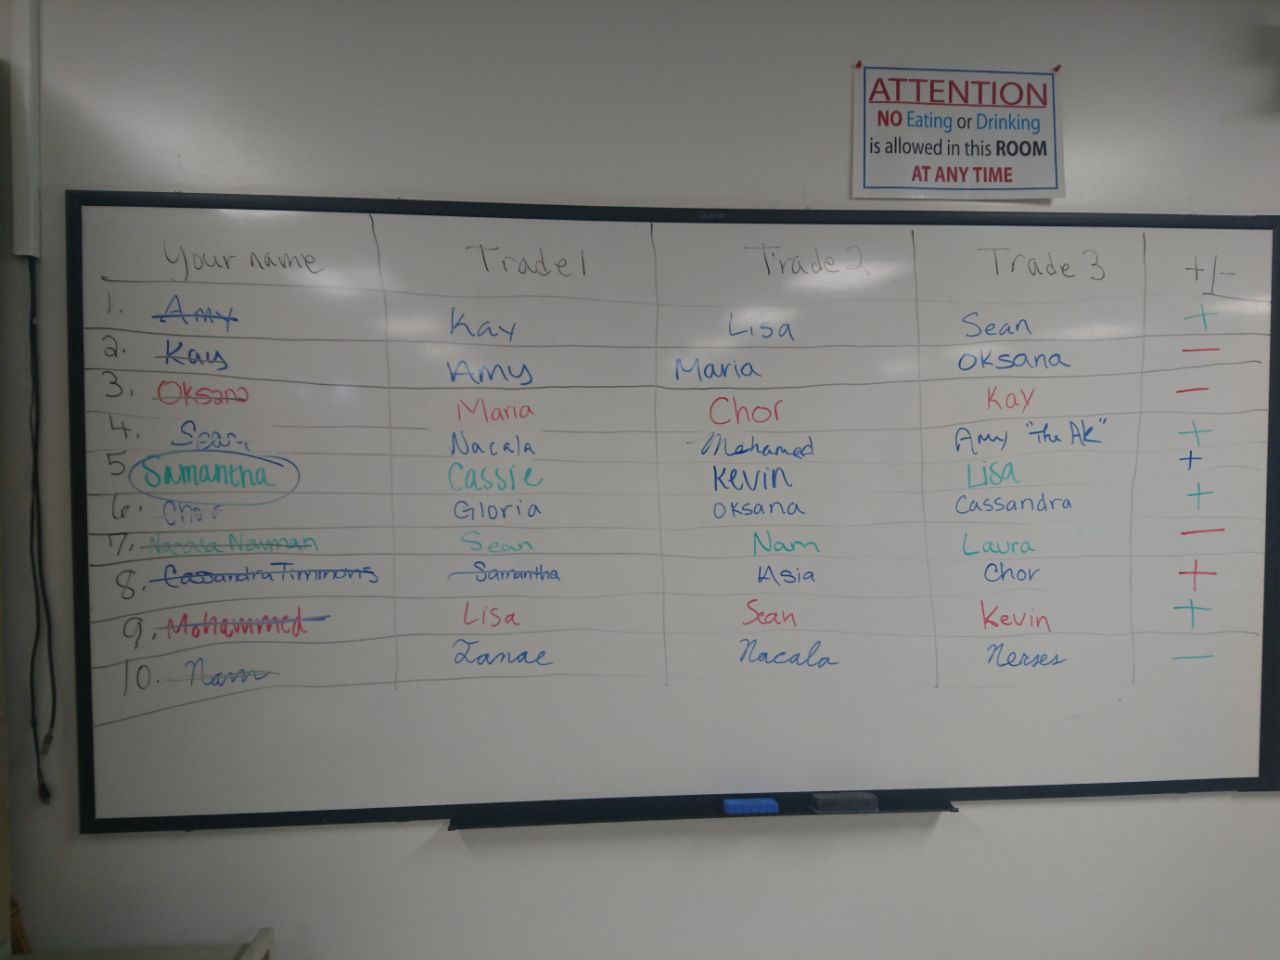 ATTENTION
NO Eating or Drinking
is allowed in this ROOM
AT ANY TIME
Your name Trade 1 Trade 2 Trade 3 +/-
1. Amy Kay Lisa Sean +
2. Kay Amy Maria Oksana -
3. Oksana Maria Chor Kay -
4. Sean Nacala Mohamed Amy "The AK" +
5 Samantha Cassie Kevin Lisa +
6. Chor Gloria Oksana Cassandra +
7. Nacala Nauman Sean Nam Laura -
8. Cassandra Timmons Samantha Asia Chor +
9. Mohammed Lisa Sean Kevin +
10. Nam Janae Nacala Nerses -